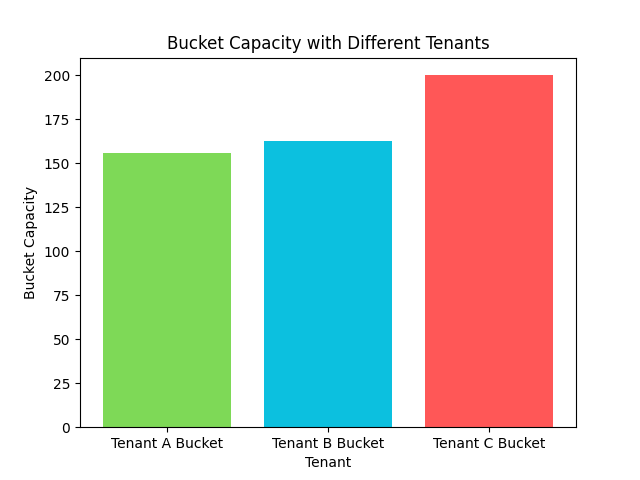 Bucket Capacity with Different Tenants
Bucket Capacity
200
175
150
125
100
75
50
25
0
Tenant A Bucket
Tenant B Bucket
Tenant C Bucket
Tenant